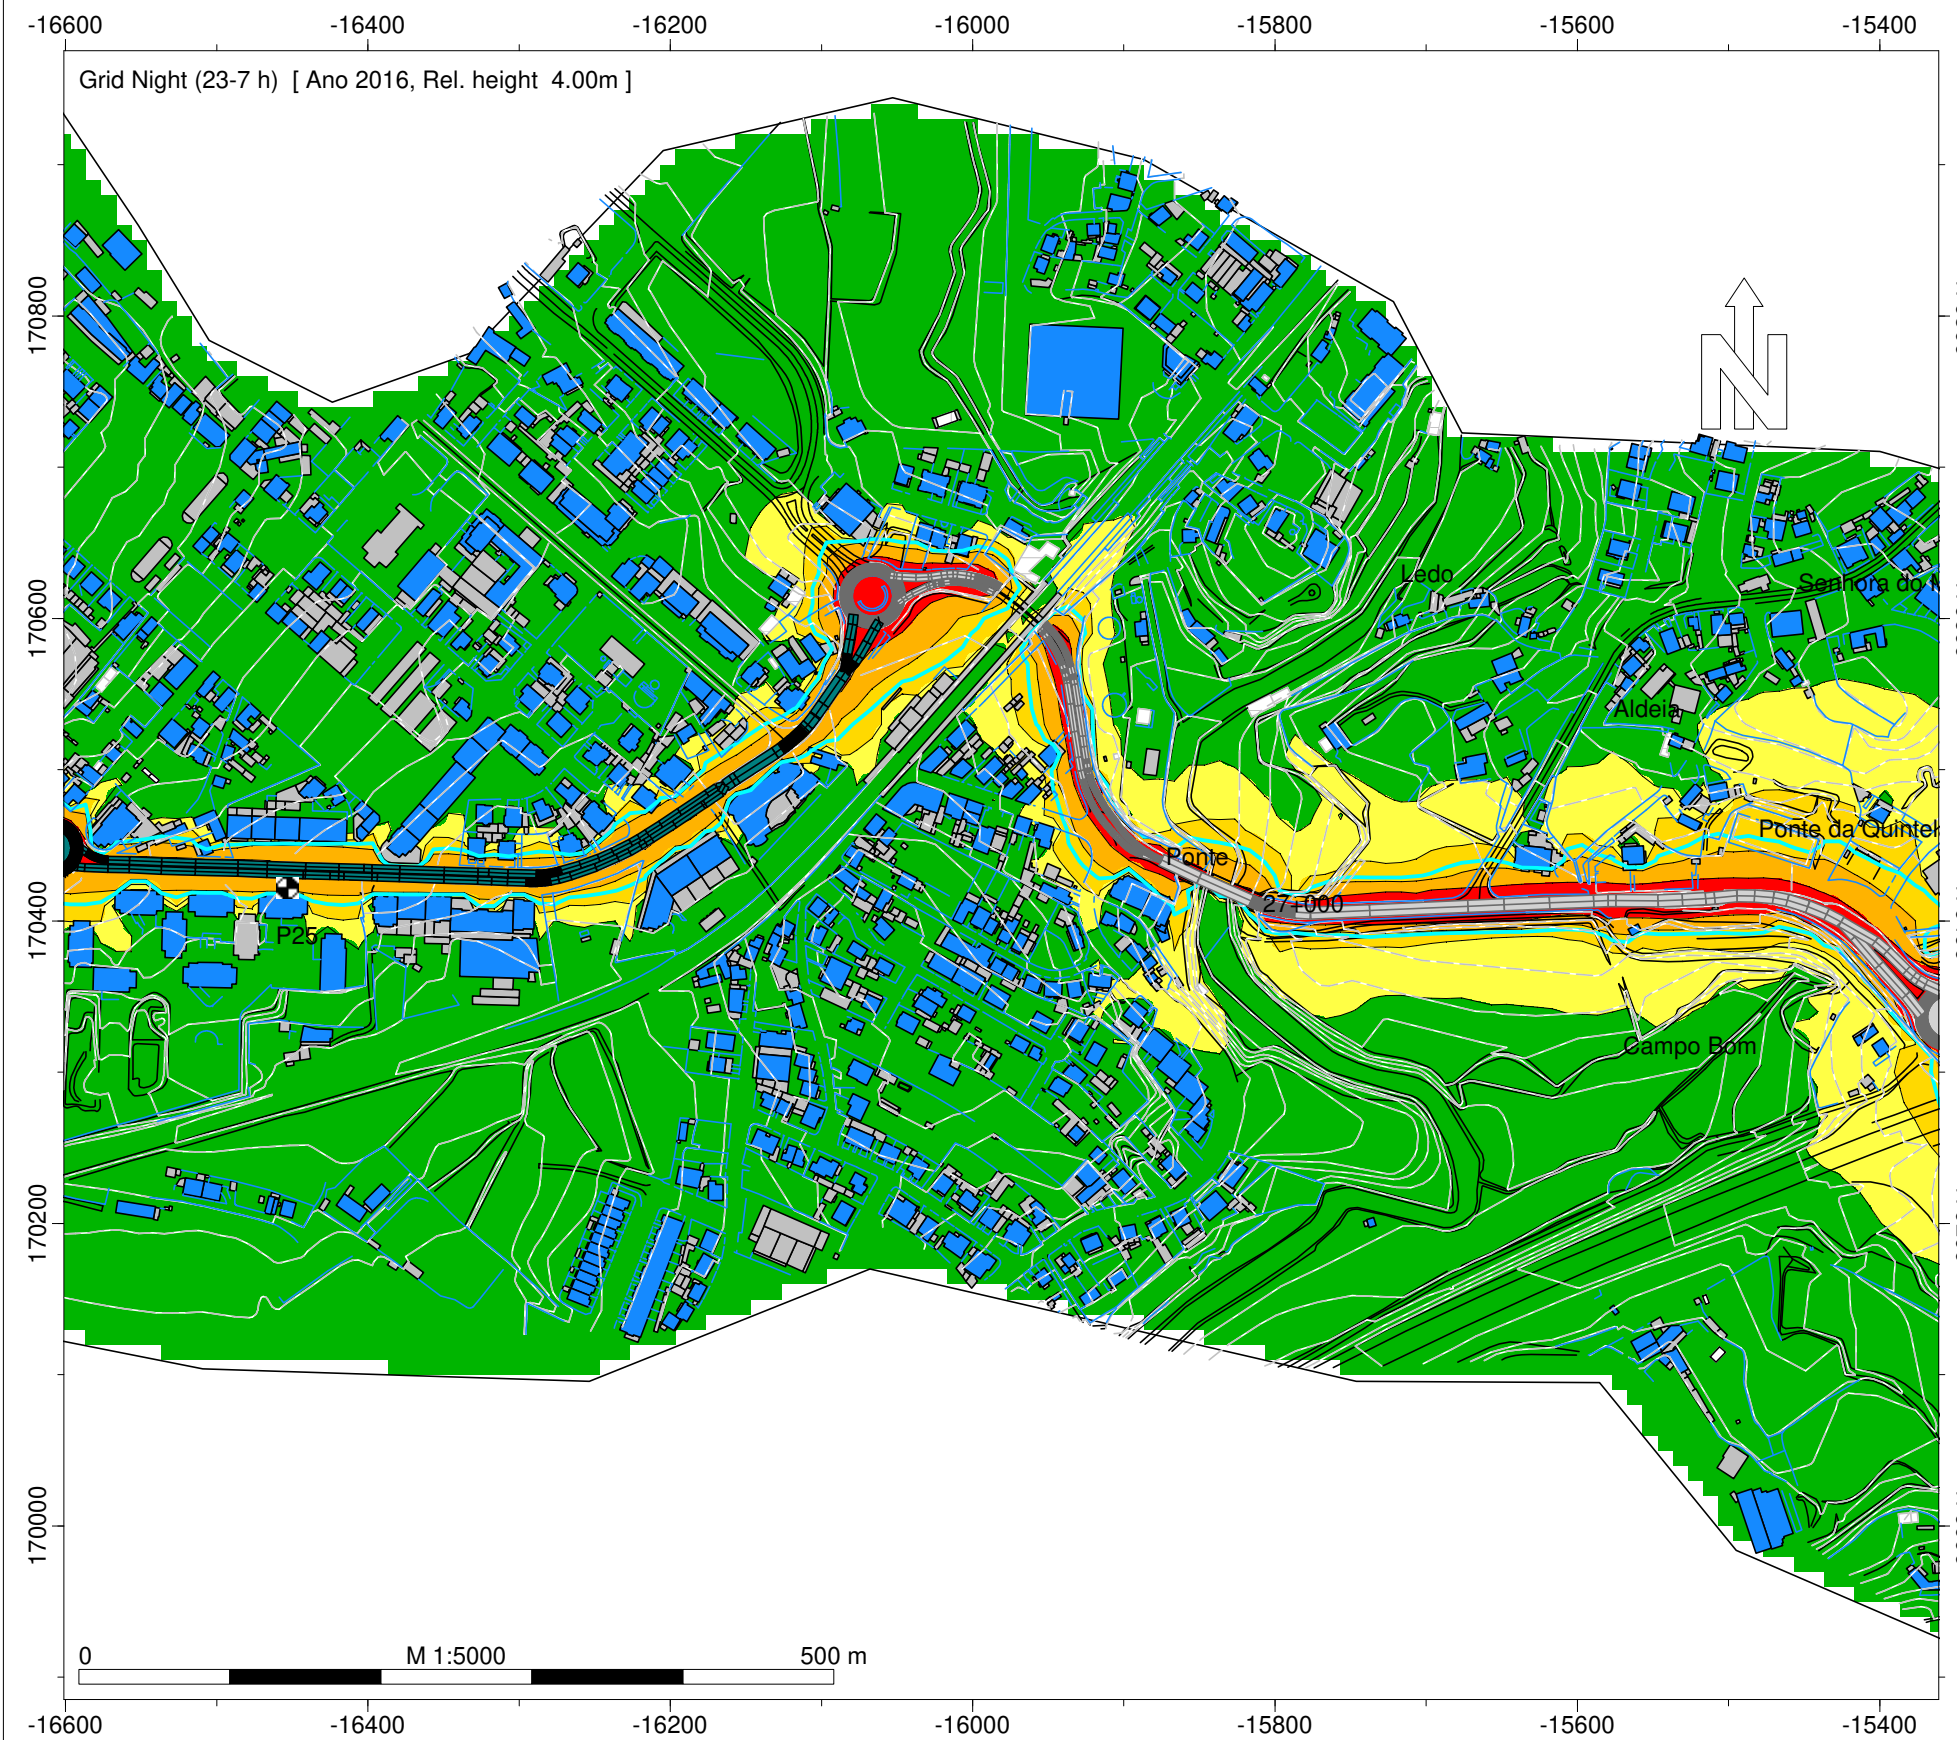 -16600 -16400 -16200 -16000 -15800 -15600 -15400
Grid Night (23-7 h) [ Ano 2016, Rel. height 4.00m ]
170800
N
Ledo
Senhora do
170600
Aldeia
Ponte da
Ponte
27+000
170400
P25
Campo Bom
170200
170000
0 M 1:5000 500 m
-16600 -16400 -16200 -16000 -15800 -15600 -15400